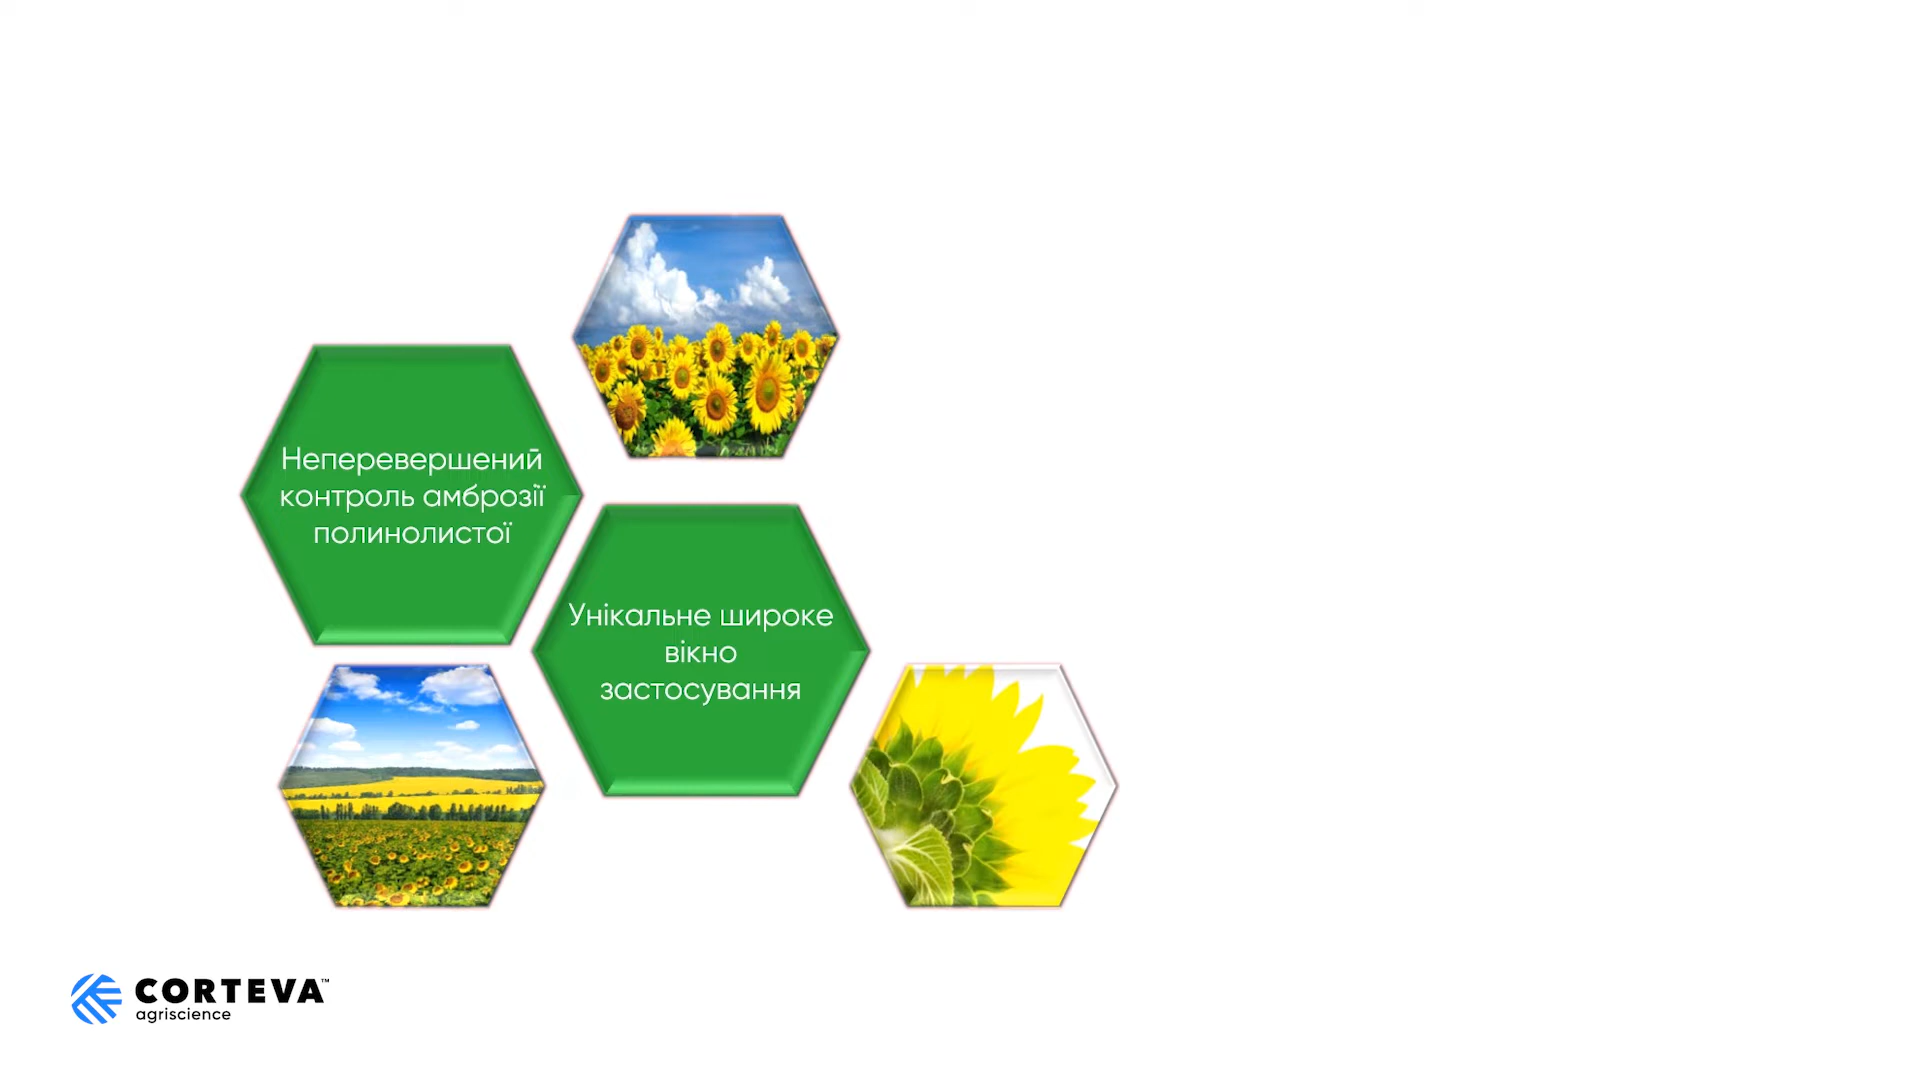 Неперевершений
контроль амброзії
полинолистої
Унікальне широке
вікно
застосування
CORTEVA™
agriscience